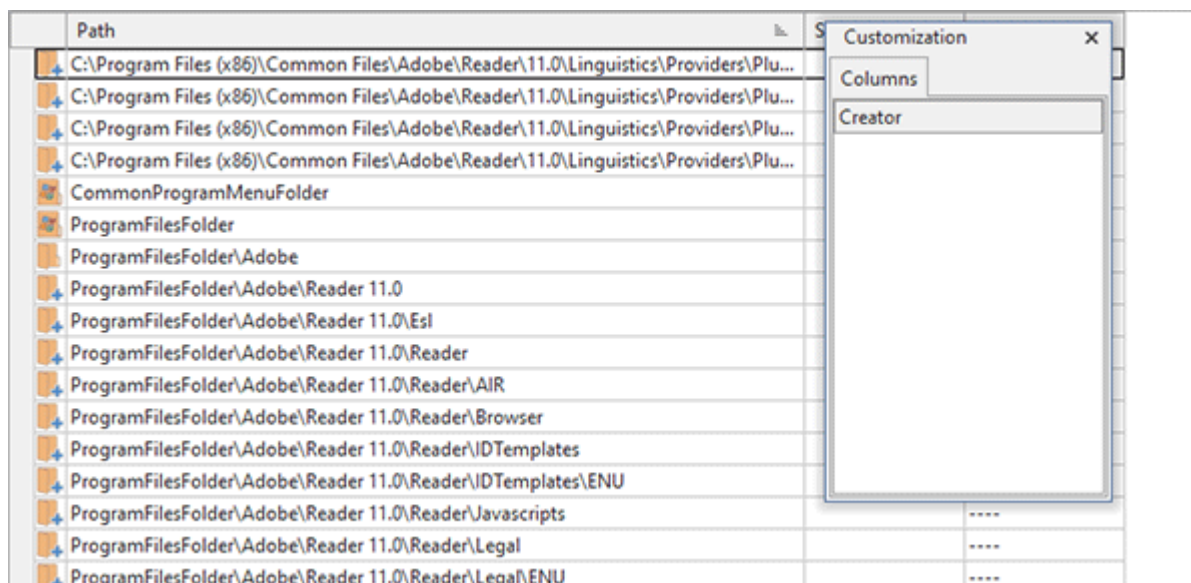 Path
S
Customization
Columns
Creator
C:\Program Files (x86)\Common Files\Adobe\Reader\11.0\Linguistics\Providers\Plu...
C:\Program Files (x86)\Common Files\Adobe\Reader\11.0\Linguistics\Providers\Plu...
C:\Program Files (x86)\Common Files\Adobe\Reader\11.0\Linguistics\Providers\Plu...
C:\Program Files (x86)\Common Files\Adobe\Reader\11.0\Linguistics\Providers\Plu...
CommonProgramMenuFolder
ProgramFilesFolder
ProgramFilesFolder\Adobe
ProgramFilesFolder\Adobe\Reader 11.0
ProgramFilesFolder\Adobe\Reader 11.0\Esl
ProgramFilesFolder\Adobe\Reader 11.0\Reader
ProgramFilesFolder\Adobe\Reader 11.0\Reader\AIR
ProgramFilesFolder\Adobe\Reader 11.0\Reader\Browser
ProgramFilesFolder\Adobe\Reader 11.0\Reader\IDTemplates
ProgramFilesFolder\Adobe\Reader 11.0\Reader\IDTemplates\ENU
ProgramFilesFolder\Adobe\Reader 11.0\Reader\Javascripts ----
ProgramFilesFolder\Adobe\Reader 11.0\Reader\Legal ----
ProgramFilesFolder\Adobe\Reader 11.0\Reader\Legal\ENU ----